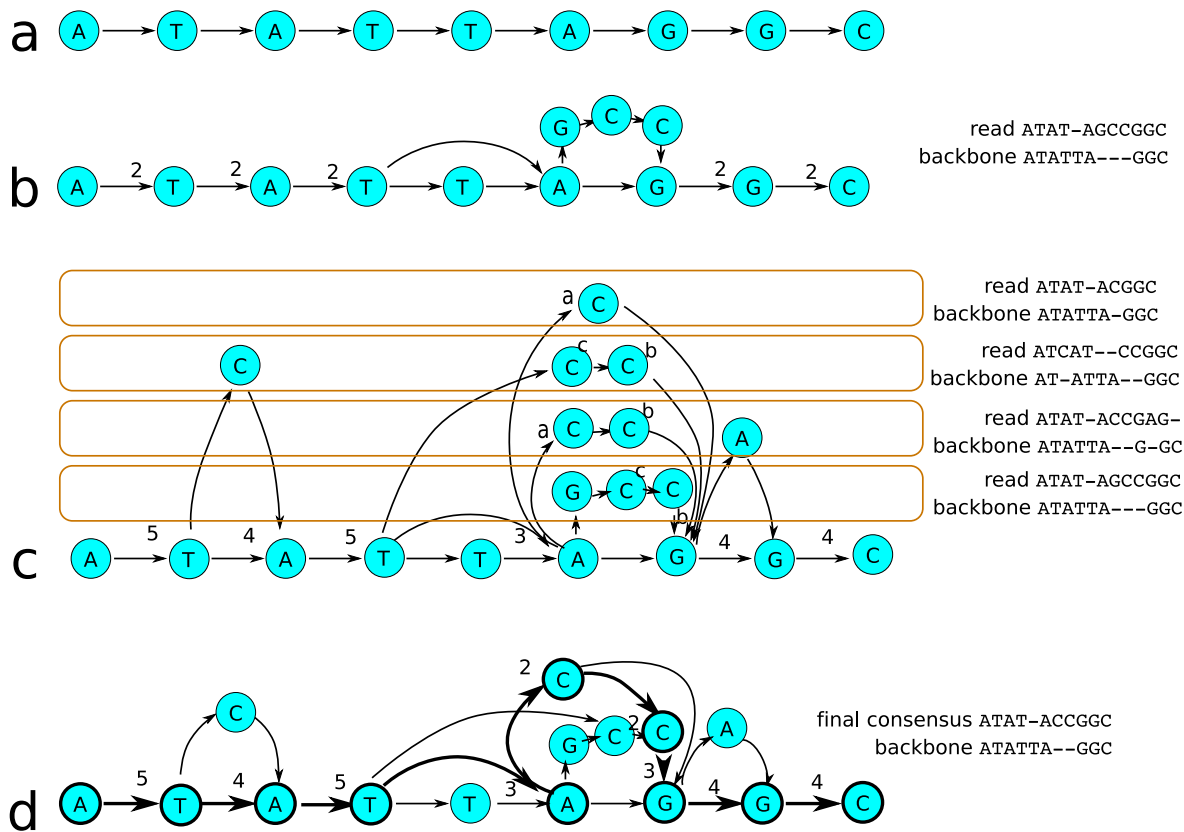 a A T A T T A G G C
G C C
read ATAT-AGCCGGC
backbone ATATTA---GGC
2 2 2 2 2
b A T A T T A G G C
a C
read ATAT-ACGGC
backbone ATATTA-GGC
C C c C b
read ATCAT--CCGGC
backbone AT-ATTA--GGC
a C C b A
read ATAT-ACCGAG-
backbone ATATTA--G-GC
G C c C b
read ATAT-AGCCGGC
backbone ATATTA---GGC
5 4 5 3 4 4
c A T A T T A G G C
2 C
C G C 2 C A
final consensus ATAT-ACCGGC
backbone ATATTA--GGC
5 4 5 3 3 4 4
d A T A T T A G G C